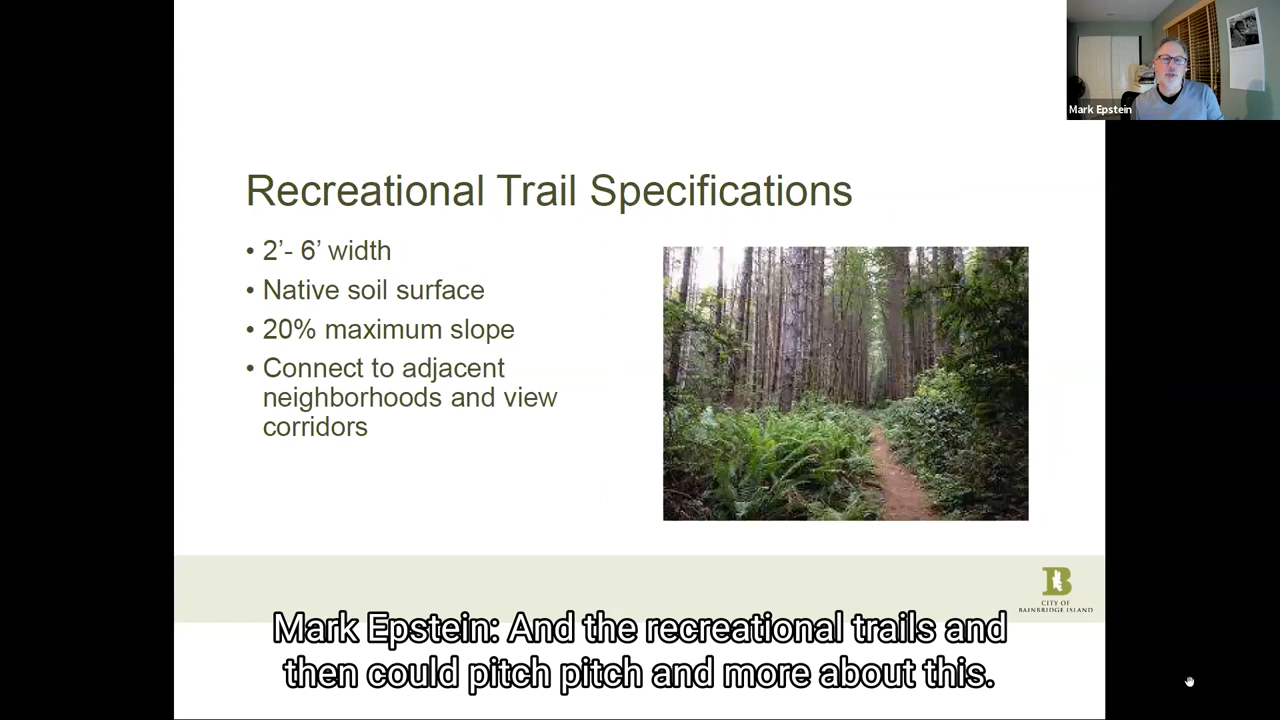 Mark Epstein
Recreational Trail Specifications
• 2’- 6’ width
• Native soil surface
• 20% maximum slope
• Connect to adjacent
neighborhoods and view
corridors
B
CITY OF
BAINBRIDGE ISLAND
Mark Epstein: And the recreational trails and
then could pitch pitch and more about this.